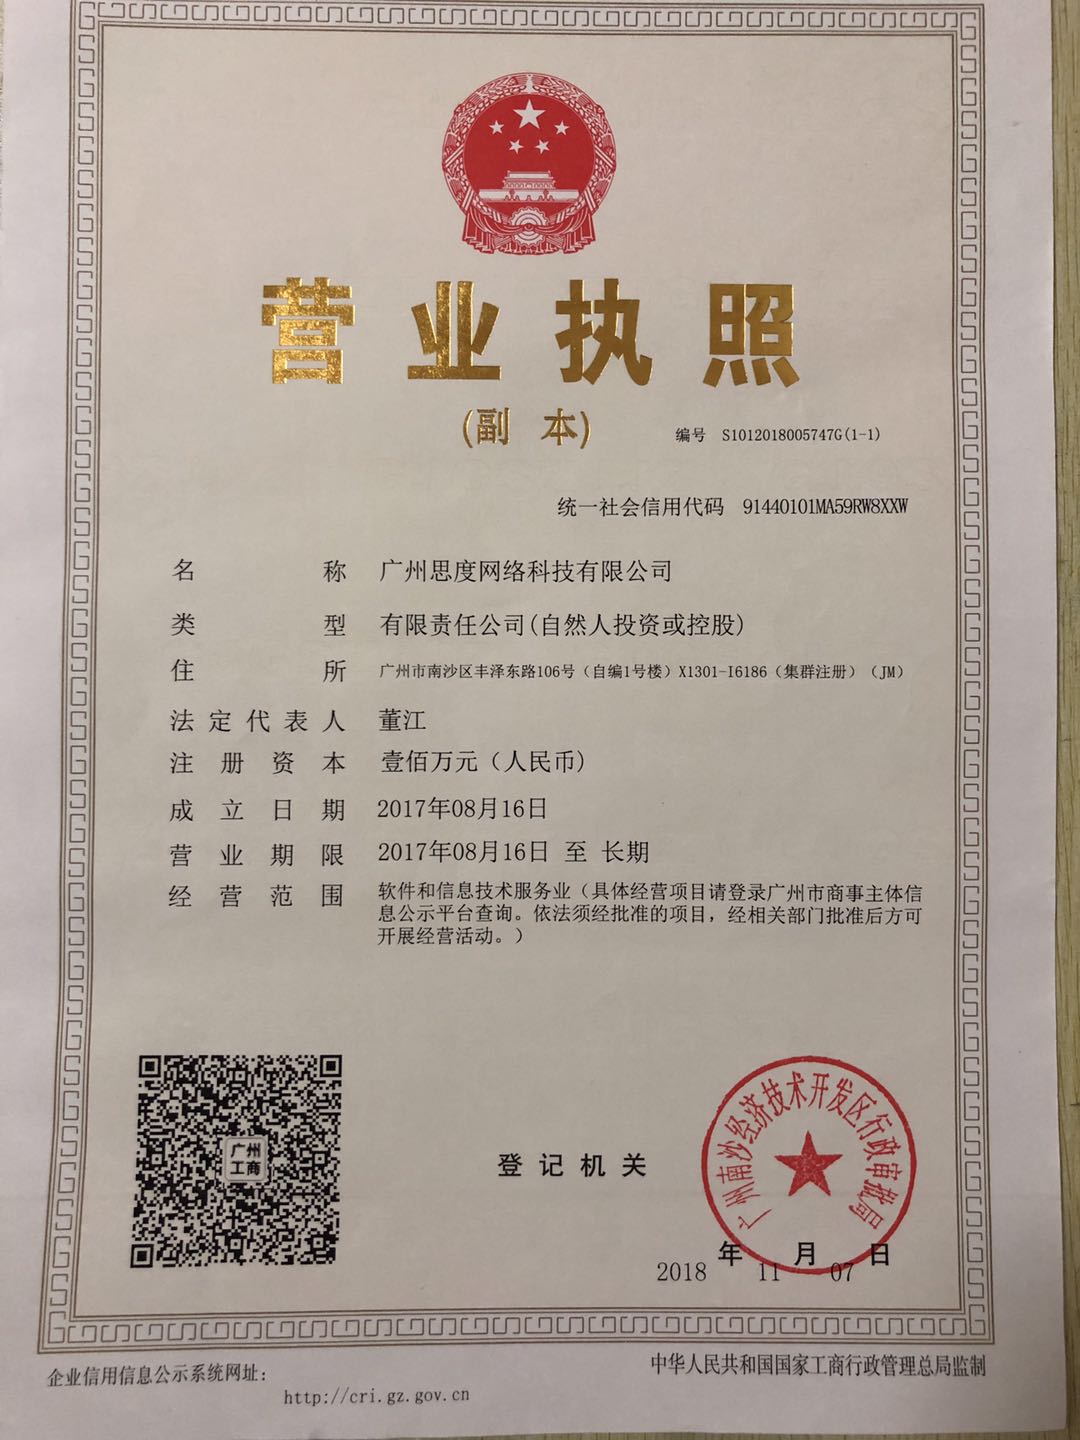 营业执照
(副 本)
编号 S1012018005747G(1-1)
统一社会信用代码 91440101MA59RW8XXW
名称 广州思度网络科技有限公司
类型 有限责任公司(自然人投资或控股)
住所 广州市南沙区丰泽东路106号（自编1号楼）X1301-I6186（集群注册）（JM）
法定代表人 董江
注册资本 壹佰万元（人民币）
成立日期 2017年08月16日
营业期限 2017年08月16日 至 长期
经营范围 软件和信息技术服务业（具体经营项目请登录广州市商事主体信
息公示平台查询。依法须经批准的项目，经相关部门批准后方可
开展经营活动。）
广州
工商
登记机关
广州南沙经济技术开发区行政审批局
2018年11月07日
企业信用信息公示系统网址：
http://cri.gz.gov.cn
中华人民共和国国家工商行政管理总局监制